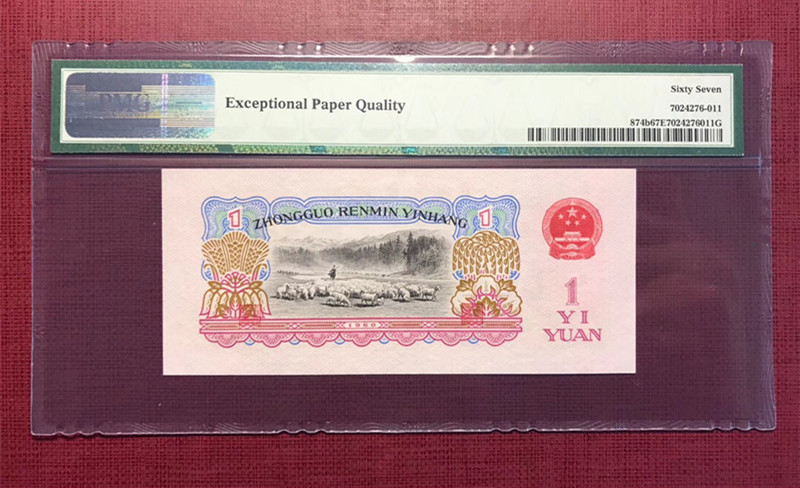 PMG
Exceptional Paper Quality
Sixty Seven
7024276-011
874b67E7024276011G
1
ZHONGGUO RENMIN YINHANG
1
1960
1
YI
YUAN